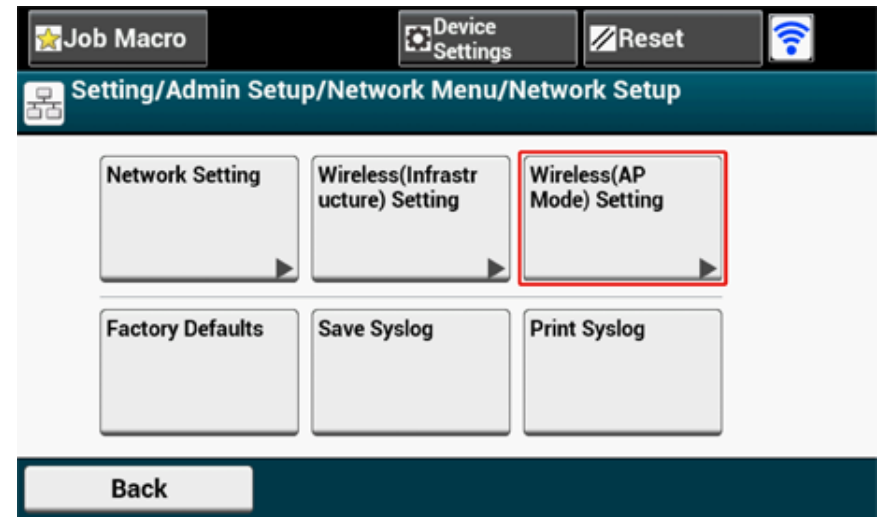 Job Macro
Device
Settings
Reset
Setting/Admin Setup/Network Menu/Network Setup
Network Setting
Wireless(Infrastr
ucture) Setting
Wireless(AP
Mode) Setting
Factory Defaults
Save Syslog
Print Syslog
Back